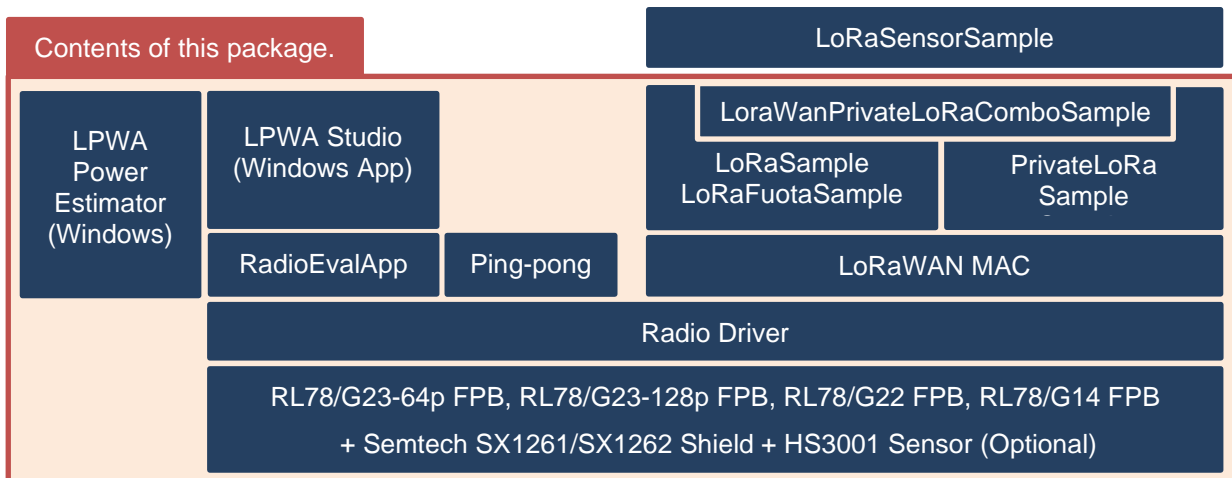 Contents of this package.
LoRaSensorSample
LPWA
Power
Estimator
(Windows)
LPWA Studio
(Windows App)
RadioEvalApp
Ping-pong
LoraWanPrivateLoRaComboSample
LoRaSample
LoRaFuotaSample
PrivateLoRa
Sample
LoRaWAN MAC
Radio Driver
RL78/G23-64p FPB, RL78/G23-128p FPB, RL78/G22 FPB, RL78/G14 FPB
+ Semtech SX1261/SX1262 Shield + HS3001 Sensor (Optional)